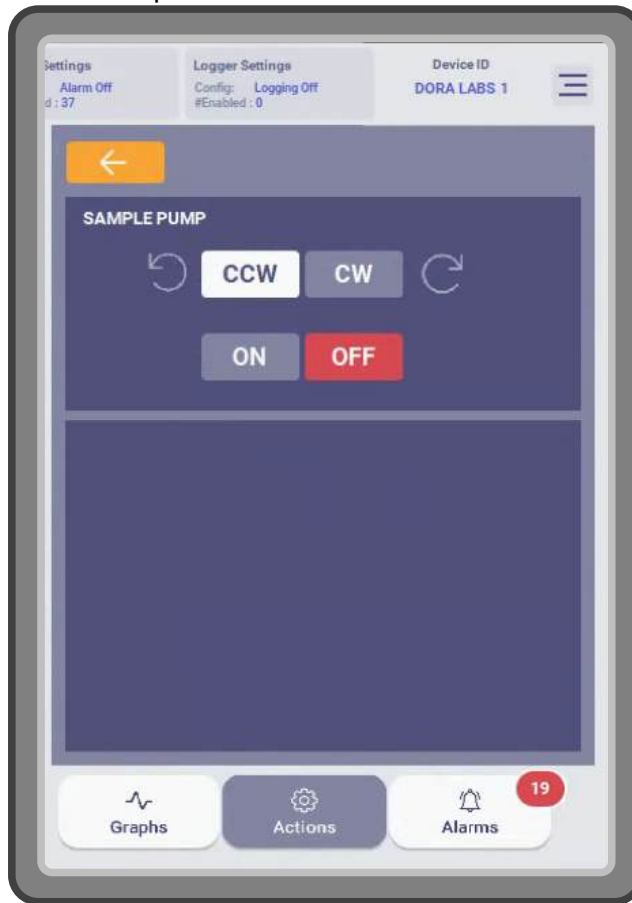 Settings
Alarm Off
d : 37
Logger Settings
Config: Logging Off
#Enabled : 0
Device ID
DORA LABS 1
SAMPLE PUMP
CCW
CW
ON
OFF
Graphs
Actions
Alarms
19